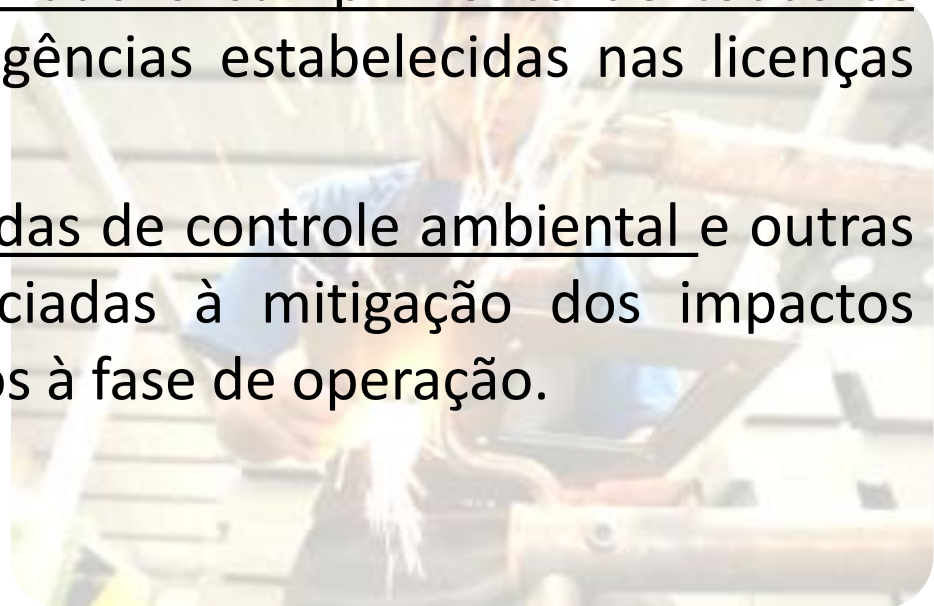 gências estabelecidas nas licenças
das de controle ambiental e outras
ciadas à mitigação dos impactos
os à fase de operação.